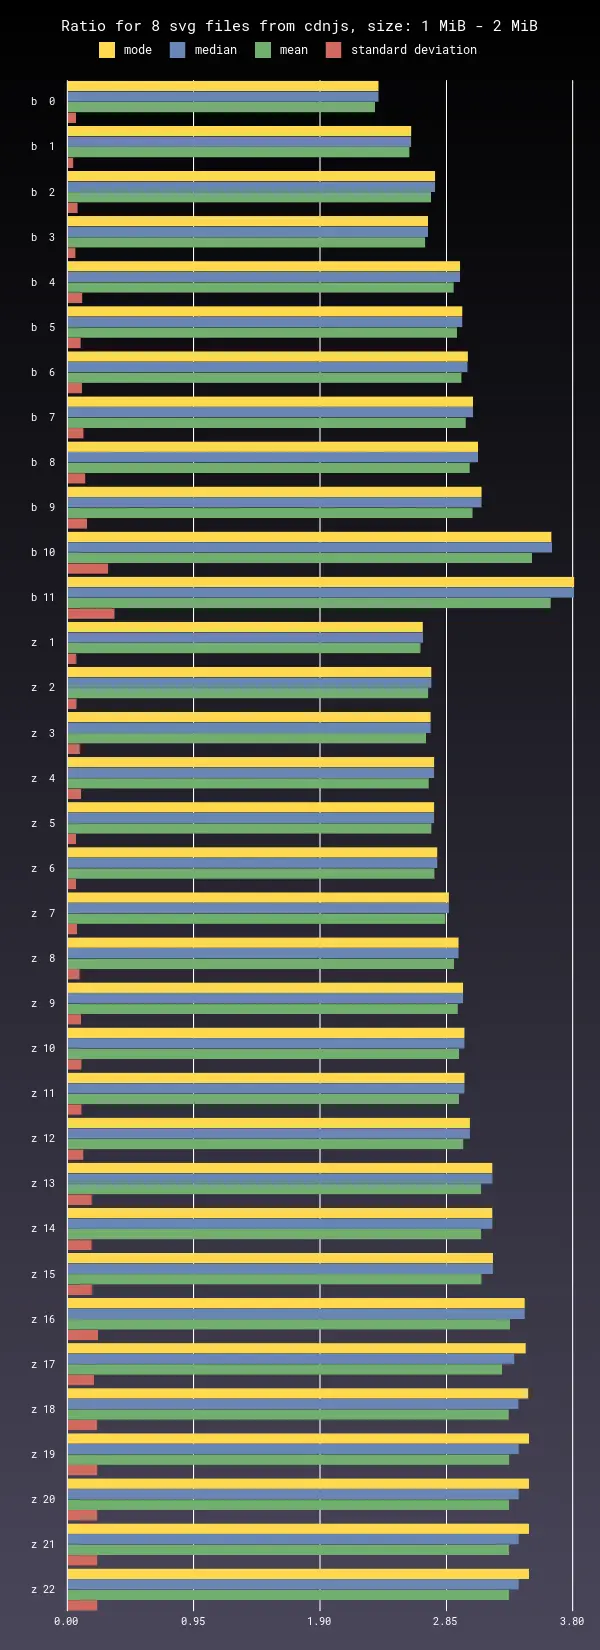 Ratio for 8 svg files from cdnjs, size: 1 MiB - 2 MiB
mode median mean standard deviation
b 0
b 1
b 2
b 3
b 4
b 5
b 6
b 7
b 8
b 9
b 10
b 11
z 1
z 2
z 3
z 4
z 5
z 6
z 7
z 8
z 9
z 10
z 11
z 12
z 13
z 14
z 15
z 16
z 17
z 18
z 19
z 20
z 21
z 22
0.00 0.95 1.90 2.85 3.80